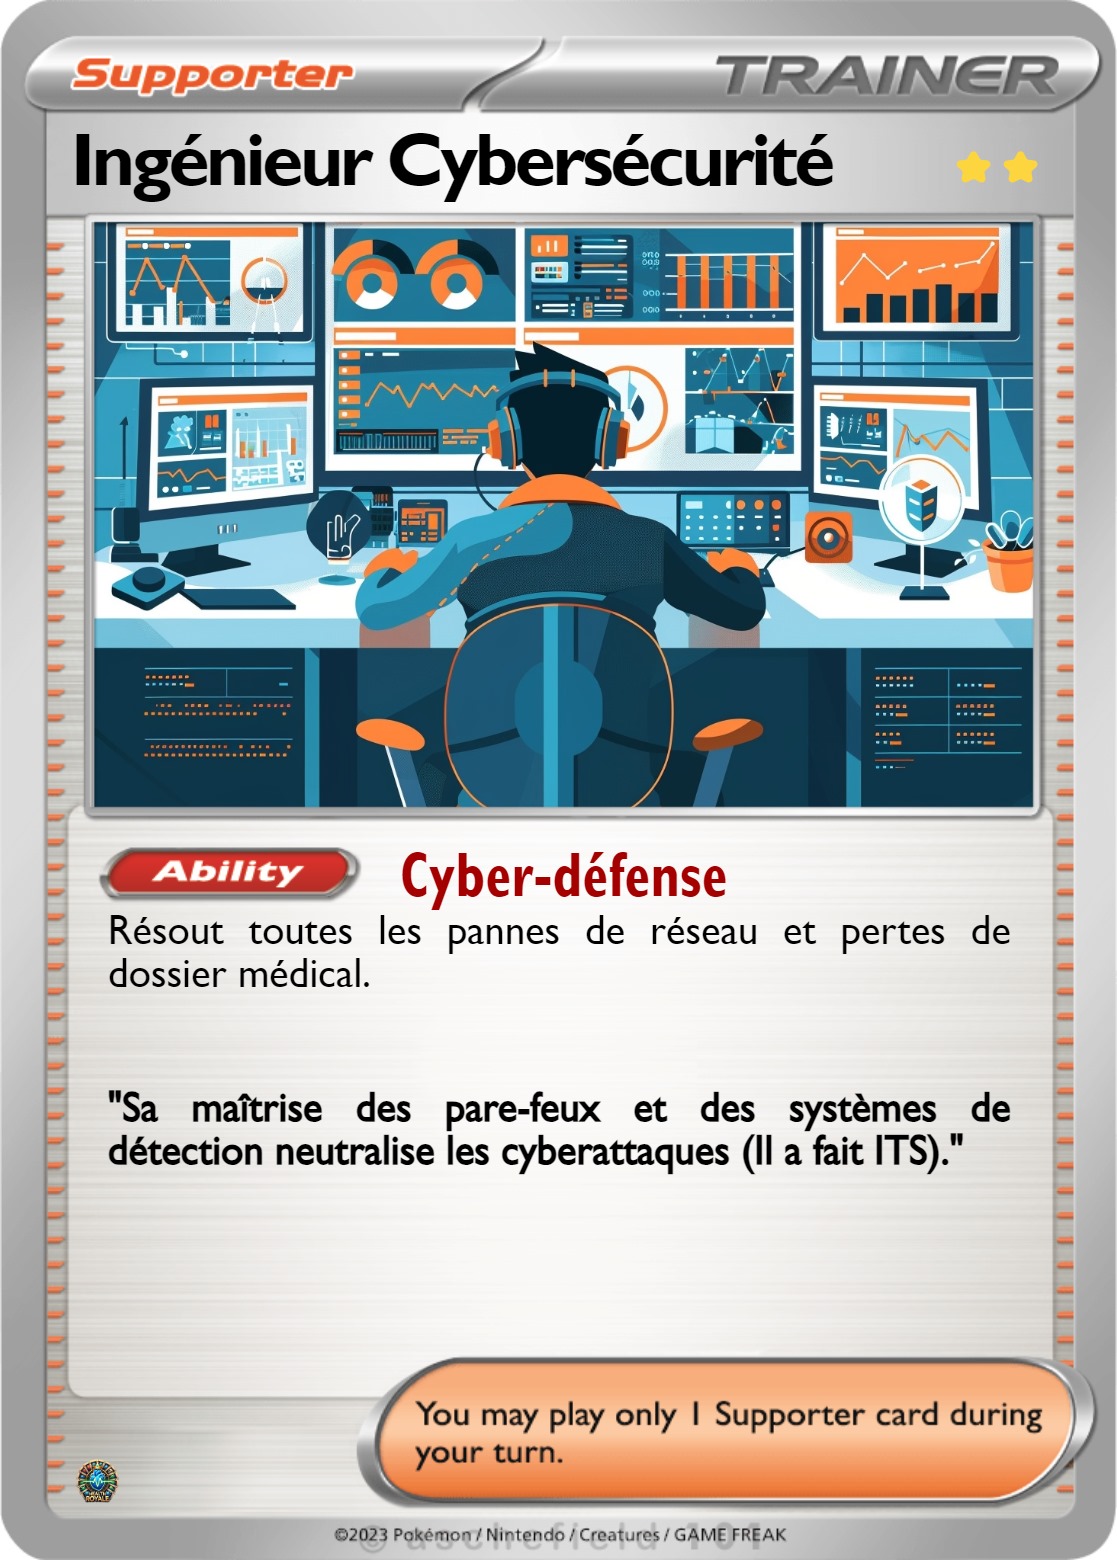 Supporter
TRAINER
Ingénieur Cybersécurité
Ability
Cyber-défense
Résout toutes les pannes de réseau et pertes de
dossier médical.
"Sa maîtrise des pare-feux et des systèmes de
détection neutralise les cyberattaques (Il a fait ITS)."
You may play only 1 Supporter card during
your turn.
ROYALE
©2023 Pokémon / Nintendo / Creatures / GAME FREAK